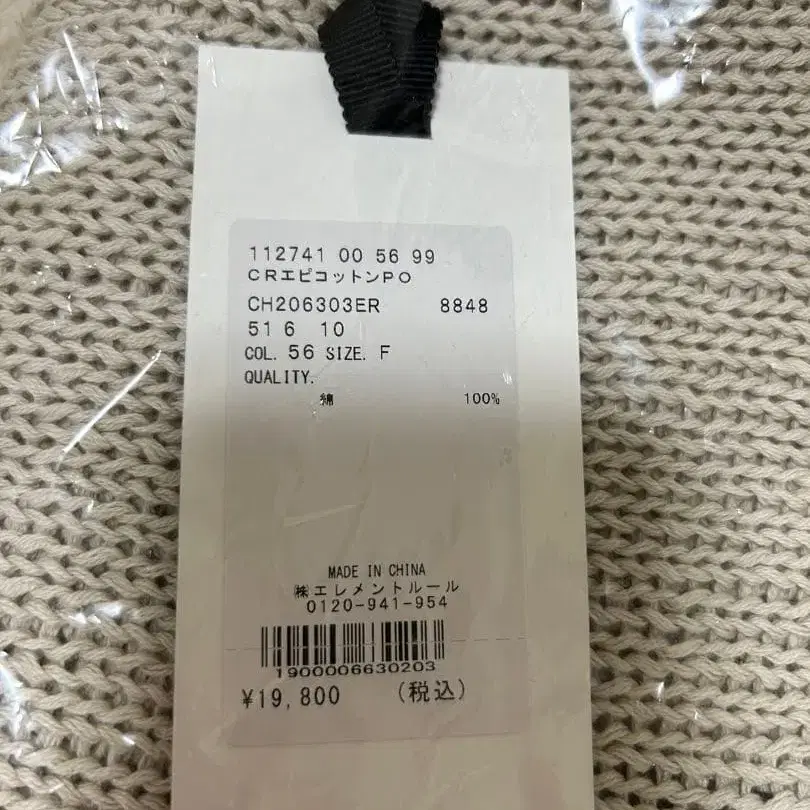 112741 00 56 99
CRエピコットンPO
CH206303ER 8848
51 6 10
COL. 56 SIZE. F
QUALITY.
綿 100%
MADE IN CHINA
㈱エレメントルール
0120-941-954
1900006630203
¥19,800 (税込)